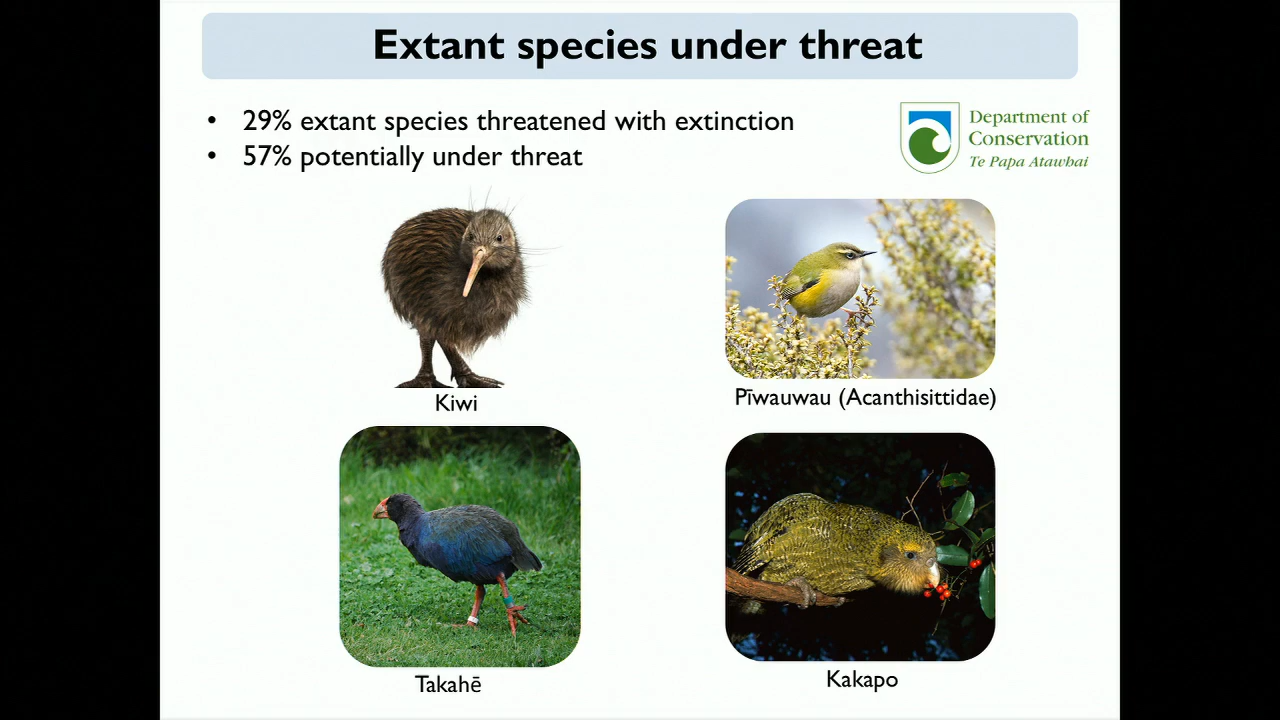 Extant species under threat
• 29% extant species threatened with extinction
• 57% potentially under threat
Department of
Conservation
Te Papa Atawhai
Kiwi
Pīwauwau (Acanthisittidae)
Takahē
Kakapo